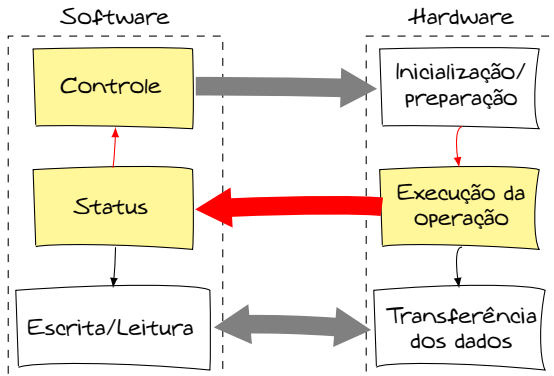 Software
Hardware
Controle
Inicialização/
preparação
Status
Execução da
operação
Escrita/Leitura
Transferência
dos dados